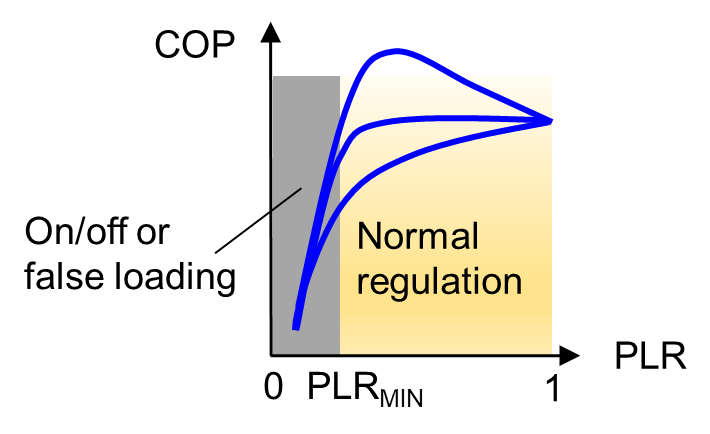 COP
On/off or
false loading
Normal
regulation
PLR
0
PLRMIN
1